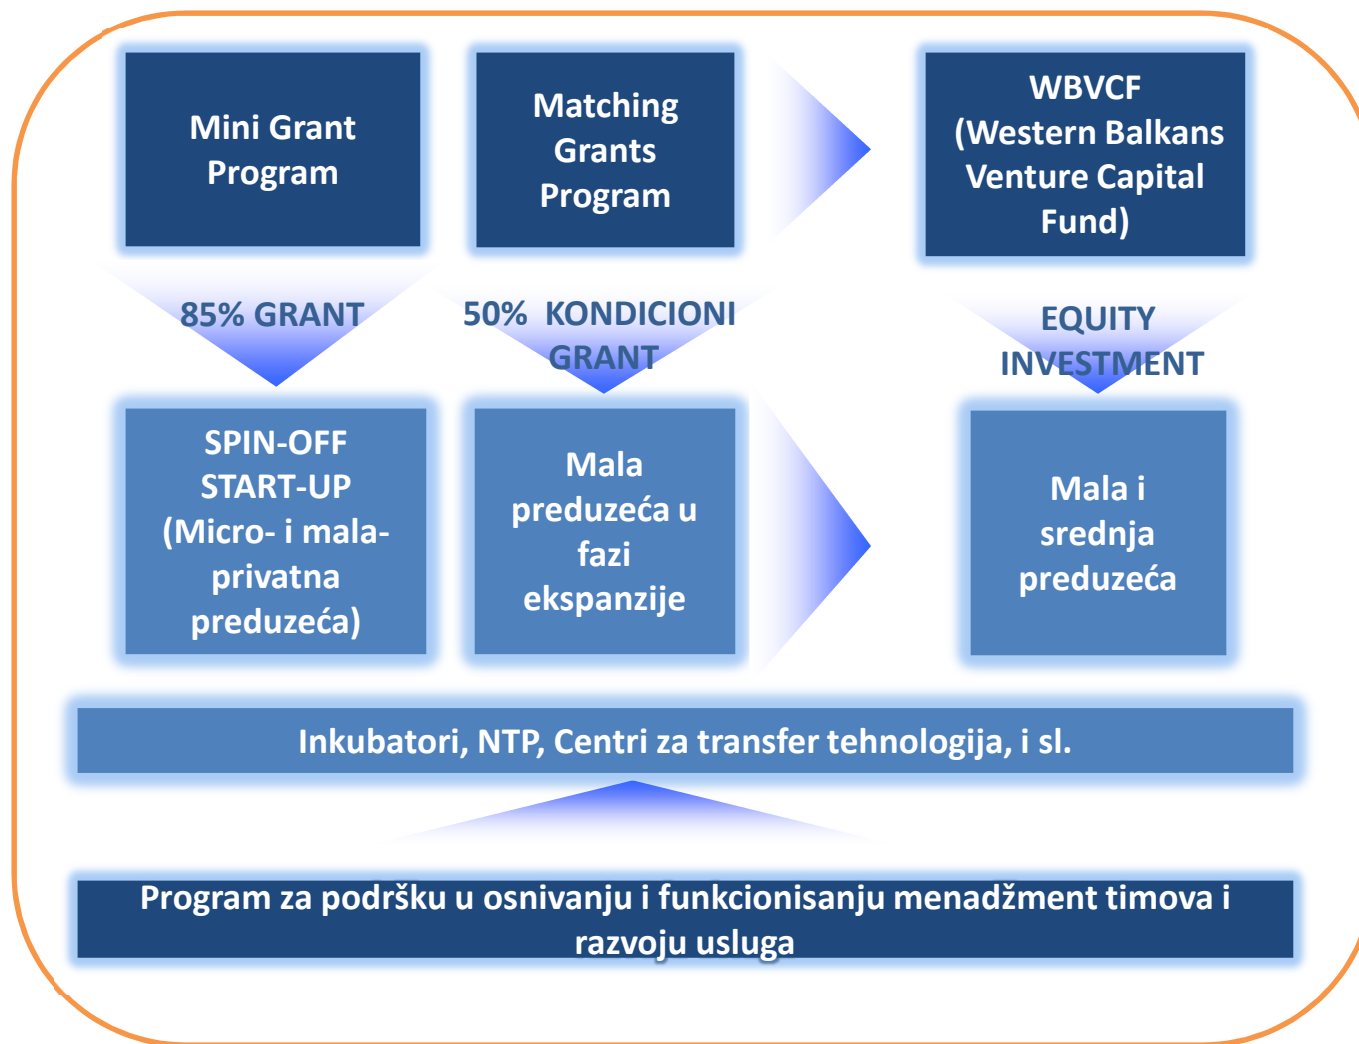 Mini Grant
Program
Matching
Grants
Program
WBVCF
(Western Balkans
Venture Capital
Fund)
85% GRANT
50% KONDICIONI
GRANT
EQUITY
INVESTMENT
SPIN-OFF
START-UP
(Micro- i mala-
privatna
preduzeća)
Mala
preduzeća u
fazi
ekspanzije
Mala i
srednja
preduzeća
Inkubatori, NTP, Centri za transfer tehnologija, i sl.
Program za podršku u osnivanju i funkcionisanju menadžment timova i
razvoju usluga